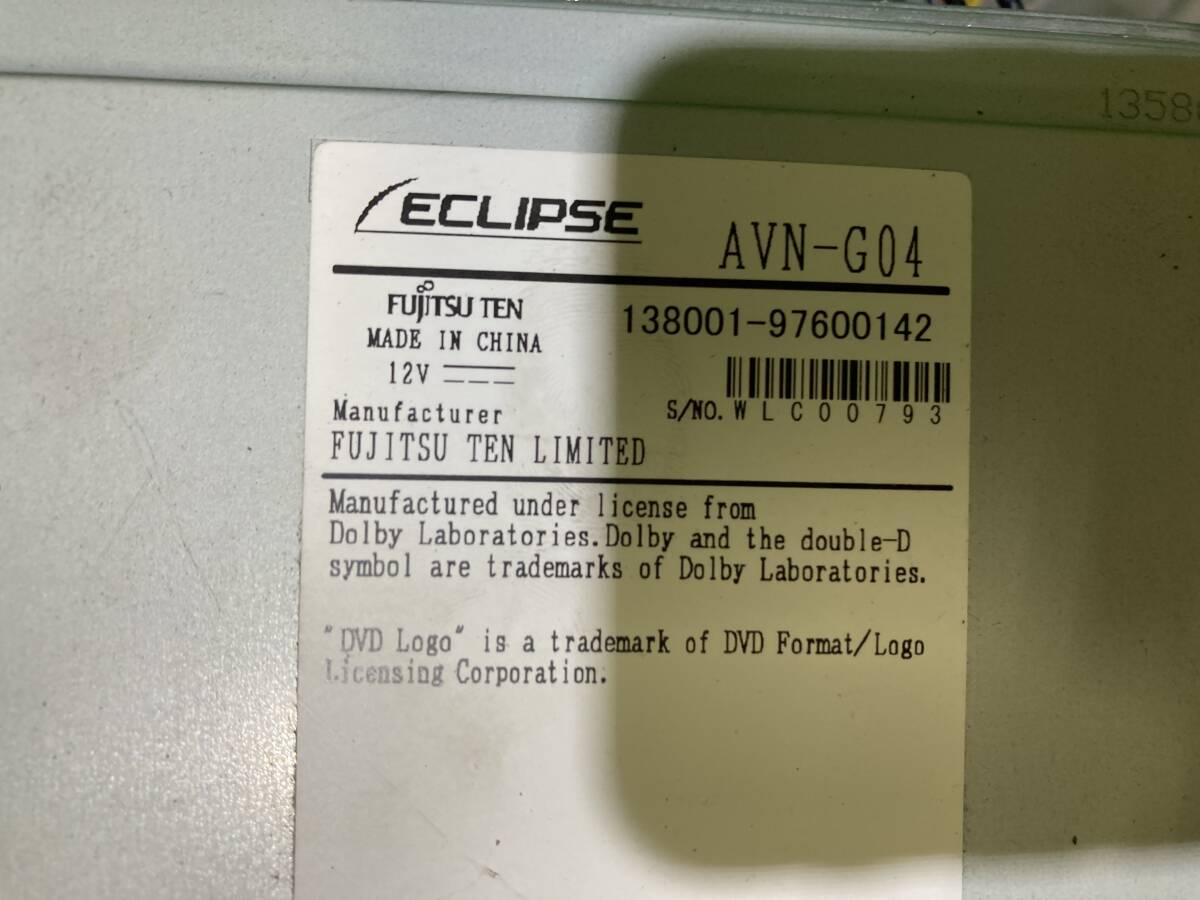 1358
ECLIPSE AVN-G04
FUJITSU TEN
138001-97600142
MADE IN CHINA
12V
S/NO. WLC00793
Manufacturer
FUJITSU TEN LIMITED
Manufactured under license from
Dolby Laboratories.Dolby and the double-D
symbol are trademarks of Dolby Laboratories.
"DVD Logo" is a trademark of DVD Format/Logo
Licensing Corporation.